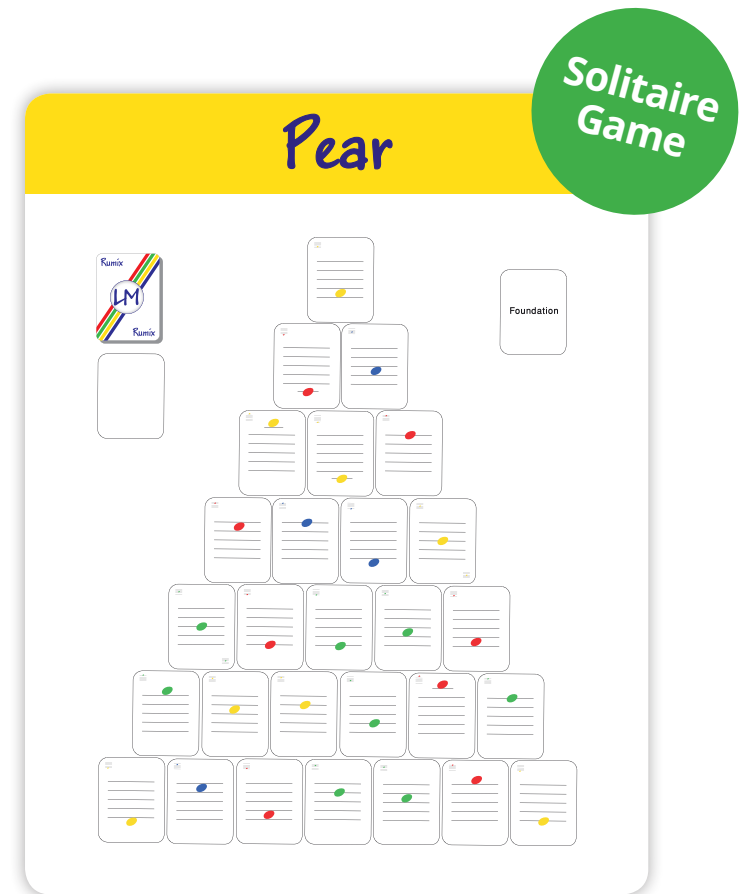 Solitaire
Game
Pear
Rumix
LM
Rumix
Foundation